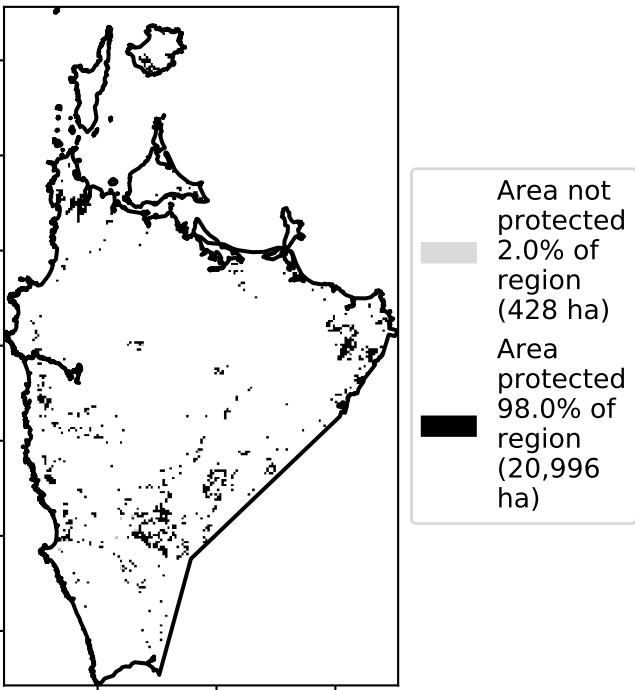 Area not
protected
2.0% of
region
(428 ha)
Area
protected
98.0% of
region
(20,996
ha)